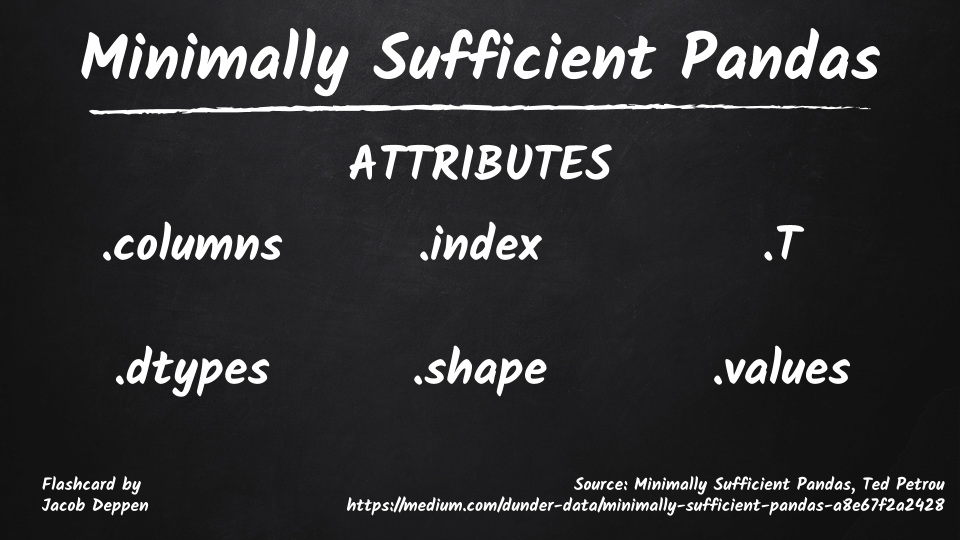 Minimally Sufficient Pandas
ATTRIBUTES
.columns .index .T
.dtypes .shape .values
Flashcard by
Jacob Deppen
Source: Minimally Sufficient Pandas, Ted Petrou
https://medium.com/dunder-data/minimally-sufficient-pandas-a8e67f2a2428